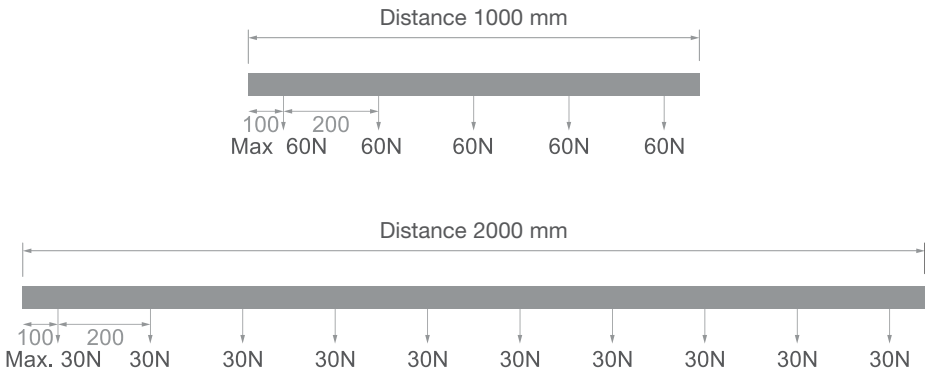 Distance 1000 mm
100 200
Max 60N 60N 60N 60N 60N
Distance 2000 mm
100 200
Max. 30N 30N 30N 30N 30N 30N 30N 30N 30N 30N